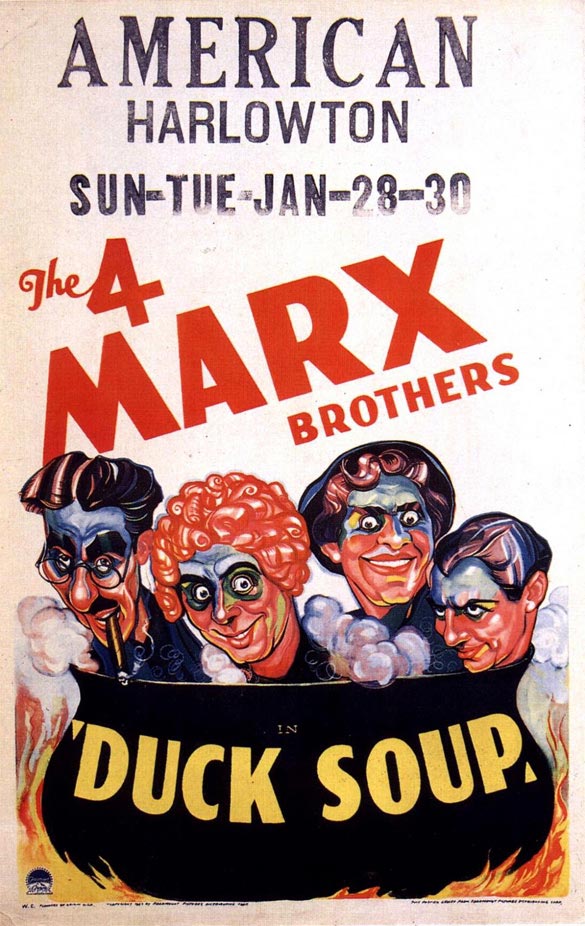 AMERICAN
HARLOWTON
SUN-TUE-JAN-28-30
The 4
MARX
BROTHERS
IN
"DUCK SOUP"